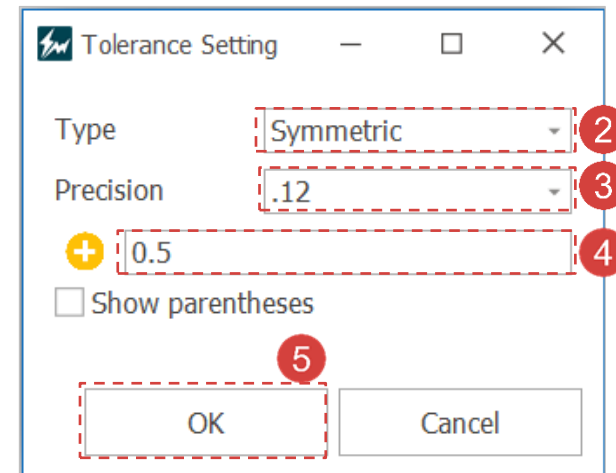 Tolerance Setting
Type Symmetric 2
Precision .12 3
0.5 4
Show parentheses
5
OK Cancel